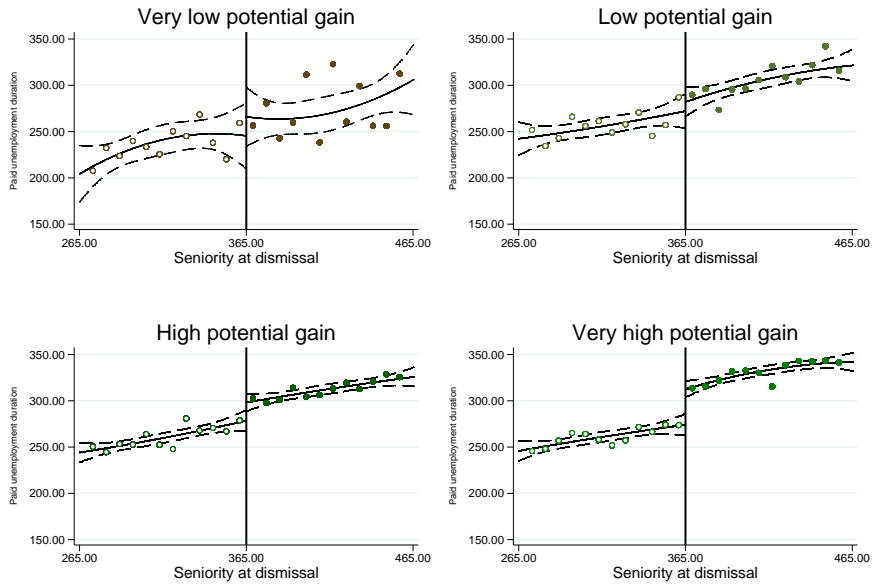 Very low potential gain
350.00
300.00
250.00
200.00
150.00
Paid unemployment duration
265.00 365.00 465.00
Seniority at dismissal
Low potential gain
350.00
300.00
250.00
200.00
150.00
Paid unemployment duration
265.00 365.00 465.00
Seniority at dismissal
High potential gain
350.00
300.00
250.00
200.00
150.00
Paid unemployment duration
265.00 365.00 465.00
Seniority at dismissal
Very high potential gain
350.00
300.00
250.00
200.00
150.00
Paid unemployment duration
265.00 365.00 465.00
Seniority at dismissal